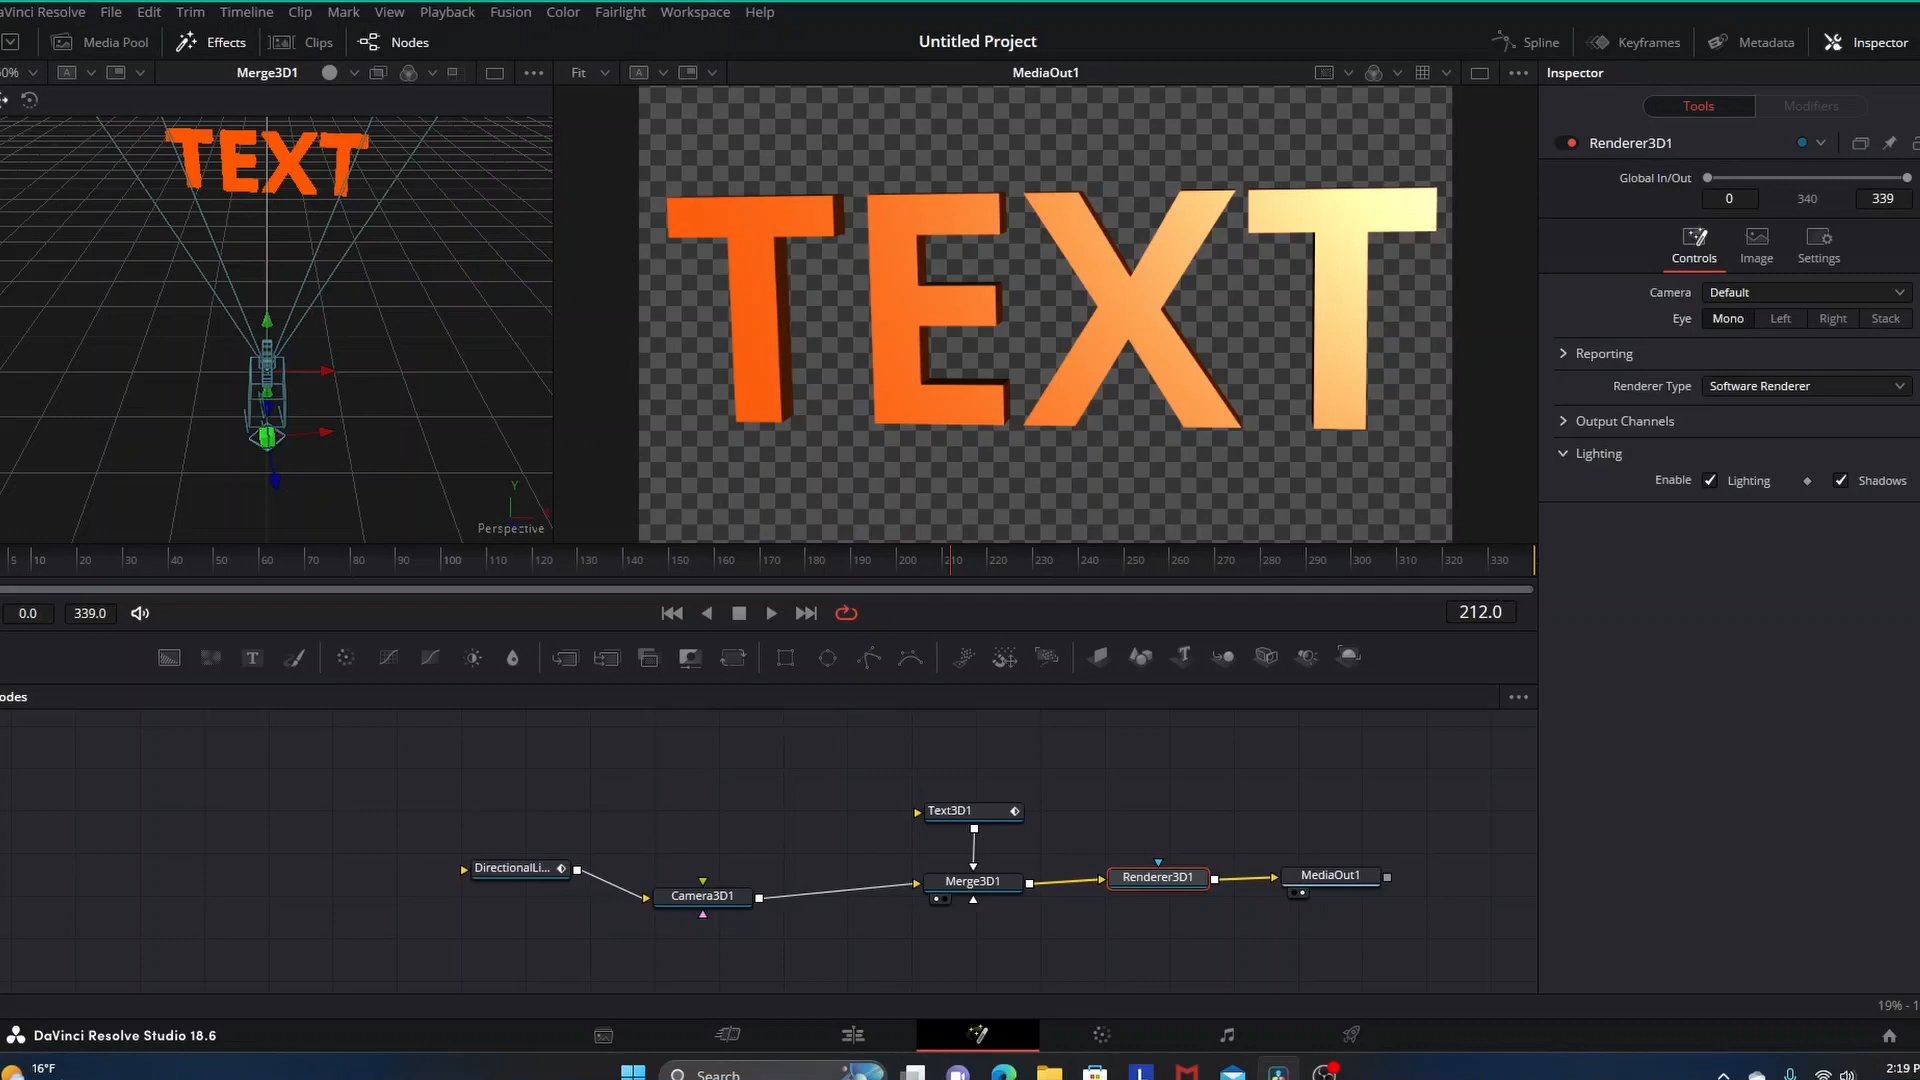 aVinci Resolve File Edit Trim Timeline Clip Mark View Playback Fusion Color Fairlight Workspace Help
Media Pool Effects Clips Nodes Untitled Project Spline Keyframes Metadata Inspector
0% A Merge3D1 Fit A MediaOut1 Inspector
Tools Modifiers
TEXT
TEXT
Renderer3D1
Global In/Out
0 340 339
Controls Image Settings
Camera Default
Eye Mono Left Right Stack
Reporting
Renderer Type Software Renderer
Output Channels
Lighting
Enable Lighting Shadows
Y
Perspective
5 10 20 30 40 50 60 70 80 90 100 110 120 130 140 150 160 170 180 190 200 210 220 230 240 250 260 270 280 290 300 310 320 330
0.0 339.0 212.0
T T
odes
Text3D1
DirectionalLi...
Camera3D1
Merge3D1
Renderer3D1
MediaOut1
19% - 1
DaVinci Resolve Studio 18.6
16°F
Search
L
2:19 P